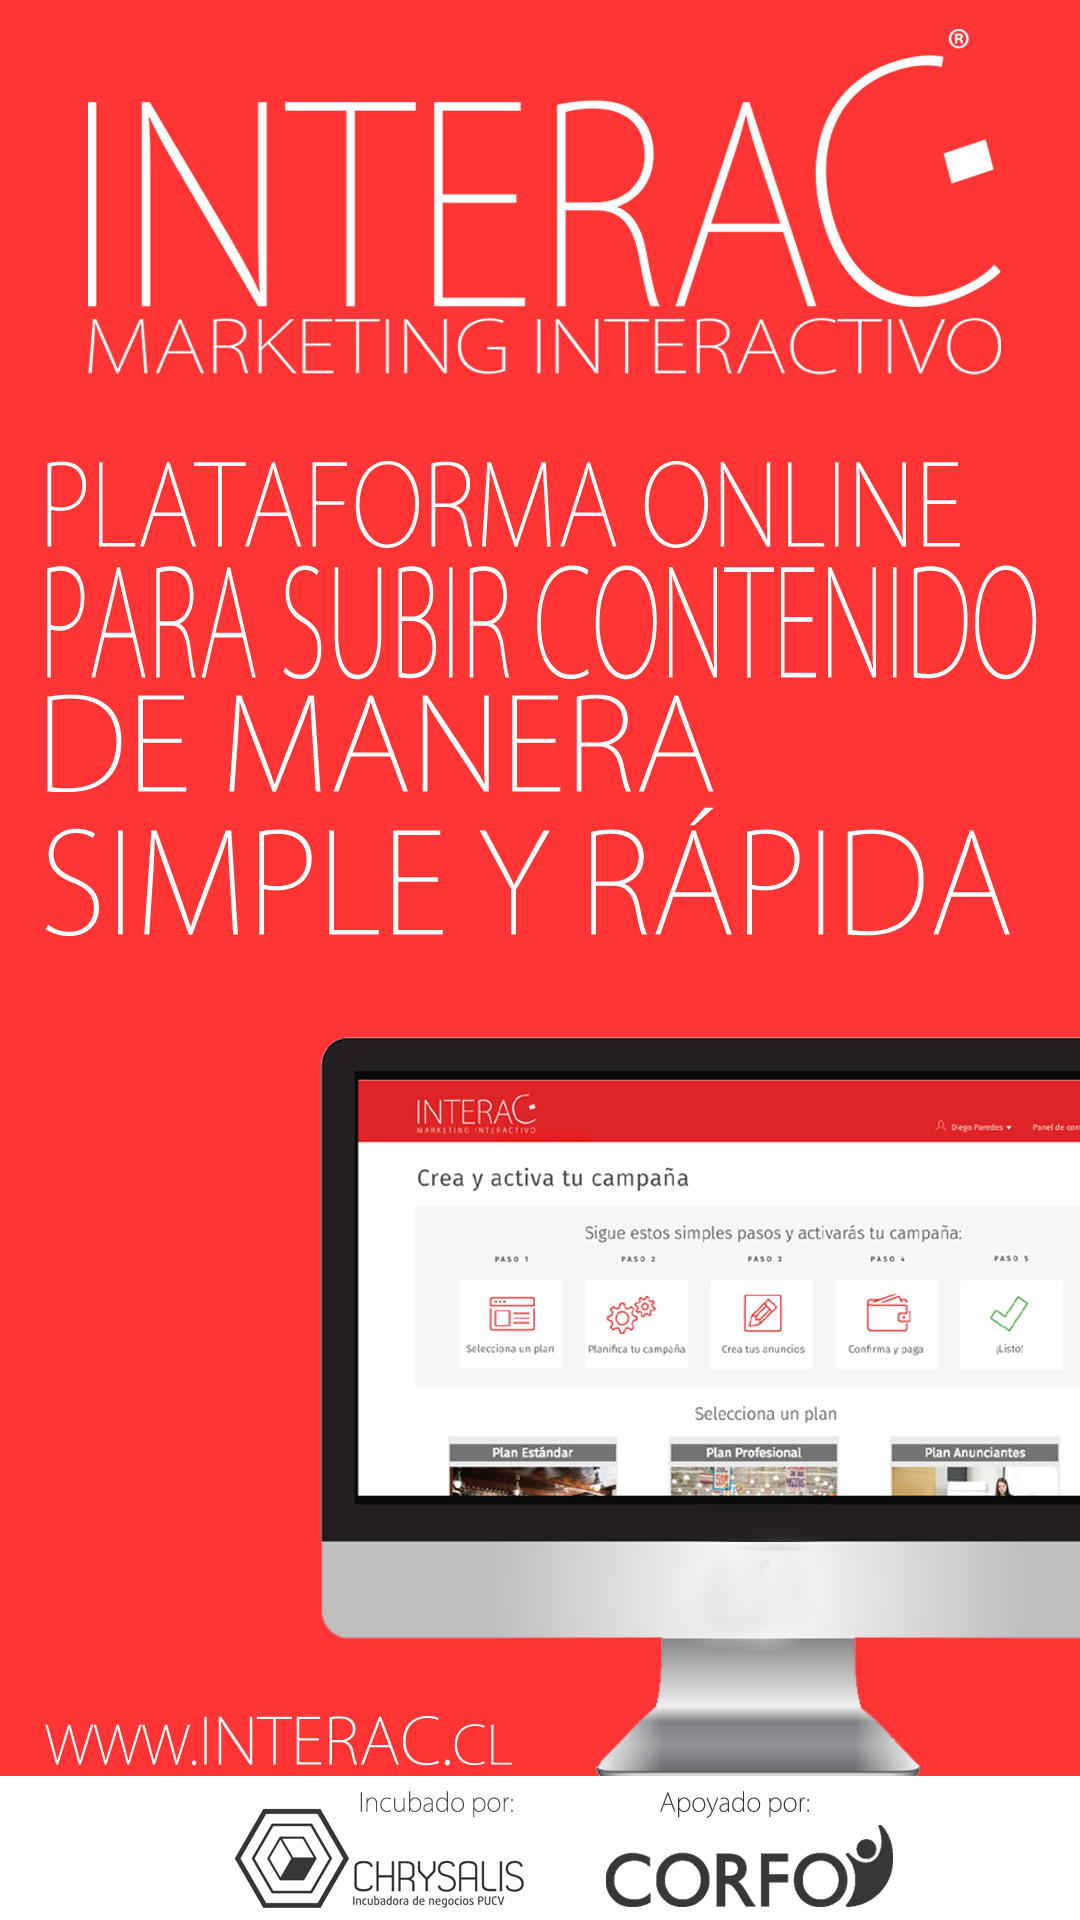 INTERAC®
MARKETING INTERACTIVO
PLATAFORMA ONLINE
PARA SUBIR CONTENIDO
DE MANERA
SIMPLE Y RÁPIDA
INTERAC
MARKETING INTERACTIVO
Diego Paredes
Panel de con
Crea y activa tu campaña
Sigue estos simples pasos y activarás tu campaña:
PASO 1
PASO 2
PASO 3
PASO 4
PASO 5
Selecciona un plan
Planifica tu campaña
Crea tus anuncios
Confirma y paga
¡Listo!
Selecciona un plan
Plan Estándar
Plan Profesional
Plan Anunciantes
WWW.INTERAC.CL
Incubado por:
Apoyado por:
CHRYSALIS
Incubadora de negocios PUCV
CORFO